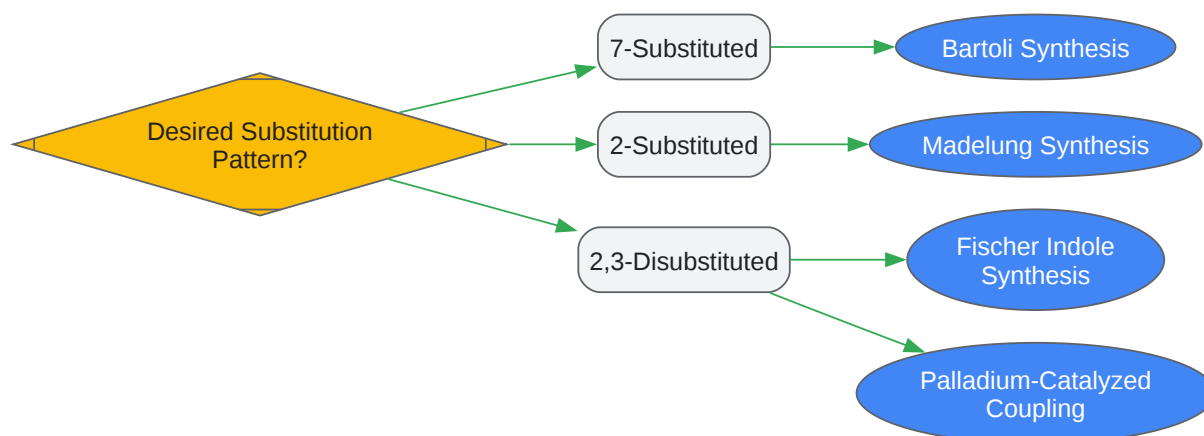 Desired Substitution
Pattern?
7-Substituted
Bartoli Synthesis
2-Substituted
Madelung Synthesis
2,3-Disubstituted
Fischer Indole
Synthesis
Palladium-Catalyzed
Coupling